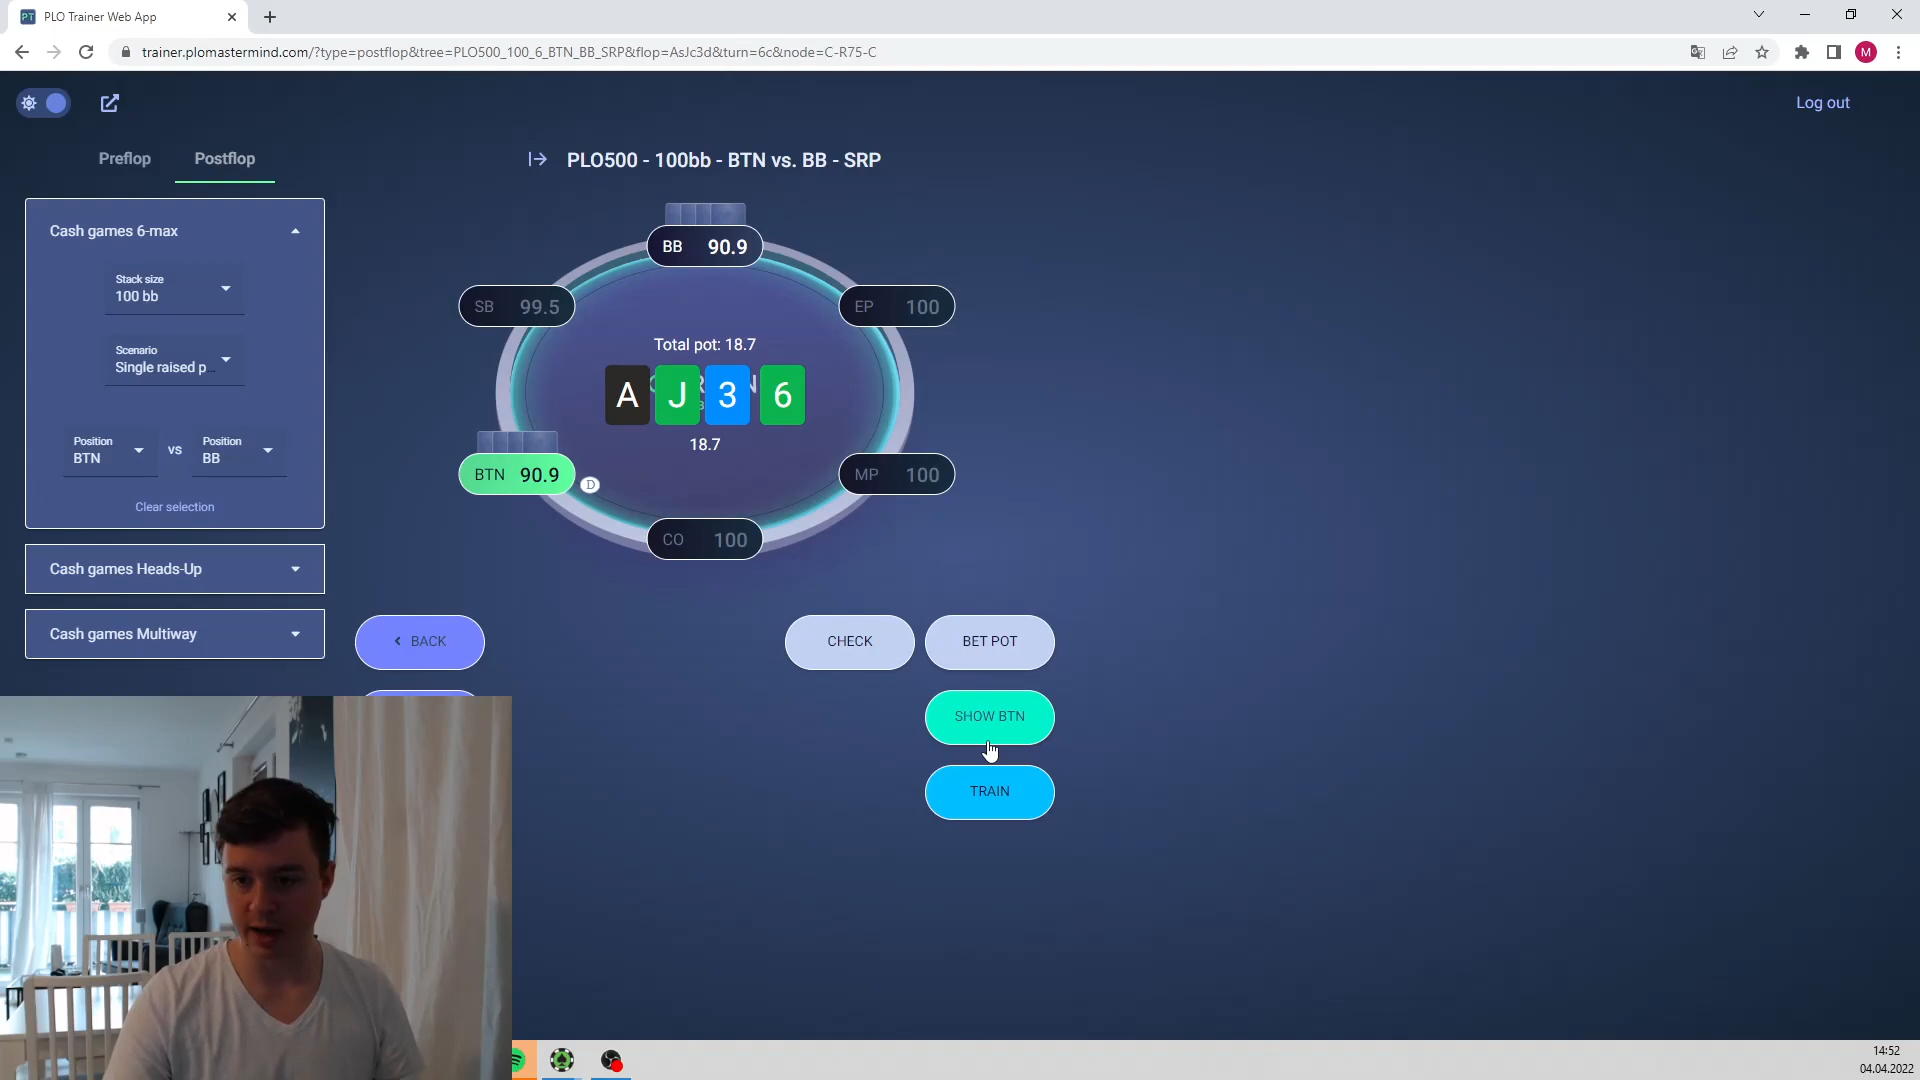 PT PLO Trainer Web App
trainer.plomastermind.com/?type=postflop&tree=PLO500_100_6_BTN_BB_SRP&flop=AsJc3d&turn=6c&node=C-R75-C
M
Log out
Preflop Postflop
PLO500 - 100bb - BTN vs. BB - SRP
Cash games 6-max
Stack size
100 bb
Scenario
Single raised p...
Position
BTN
vs
Position
BB
Clear selection
Cash games Heads-Up
Cash games Multiway
BB 90.9
SB 99.5
EP 100
Total pot: 18.7
A J 3 6
18.7
BTN 90.9
D
MP 100
CO 100
BACK
CHECK
BET POT
SHOW BTN
TRAIN
14:52
04.04.2022